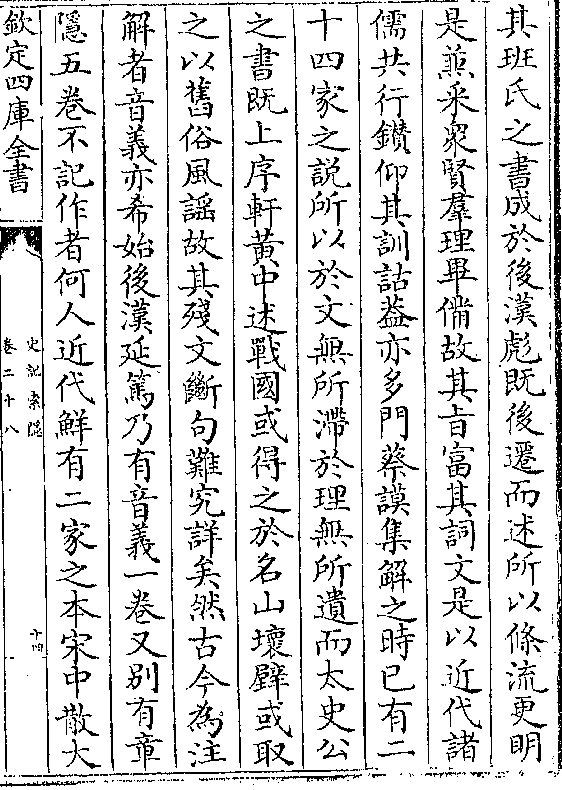 其班氏之書成於後漢彪既後遷而述所以條流更明
是兼采衆賢羣理畢備故其旨富其詞文是以近代諸
儒共行鑚仰其訓詁葢亦多門蔡謨集解之時已有二
十四家之說所以於文無所滯於理無所遺而太史公
之書既上序軒黄中述戰國或得之於名山壞壁或取
之以舊俗風謡故其殘文斷句難究詳矣然古今為注
解者音義亦希始後漢延篤乃有音義一卷又别有章
隱五卷不記作者何人近代鮮有二家之本宋中散大
欽定四庫全書
史記索隱
卷二十八
十四